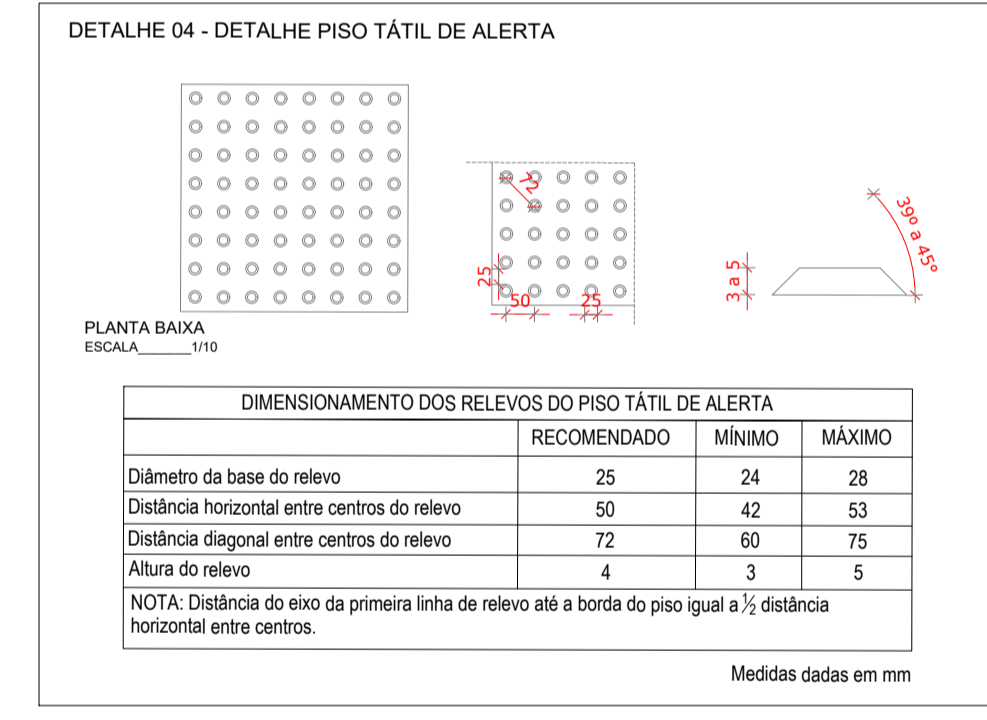 DETALHE 04 - DETALHE PISO TÁTIL DE ALERTA
72
25
50
25
3 a 5
39º a 45º
PLANTA BAIXA
ESCALA_______1/10
DIMENSIONAMENTO DOS RELEVOS DO PISO TÁTIL DE ALERTA
RECOMENDADO MÍNIMO MÁXIMO
Diâmetro da base do relevo 25 24 28
Distância horizontal entre centros do relevo 50 42 53
Distância diagonal entre centros do relevo 72 60 75
Altura do relevo 4 3 5
NOTA: Distância do eixo da primeira linha de relevo até a borda do piso igual a ½ distância
horizontal entre centros.
Medidas dadas em mm